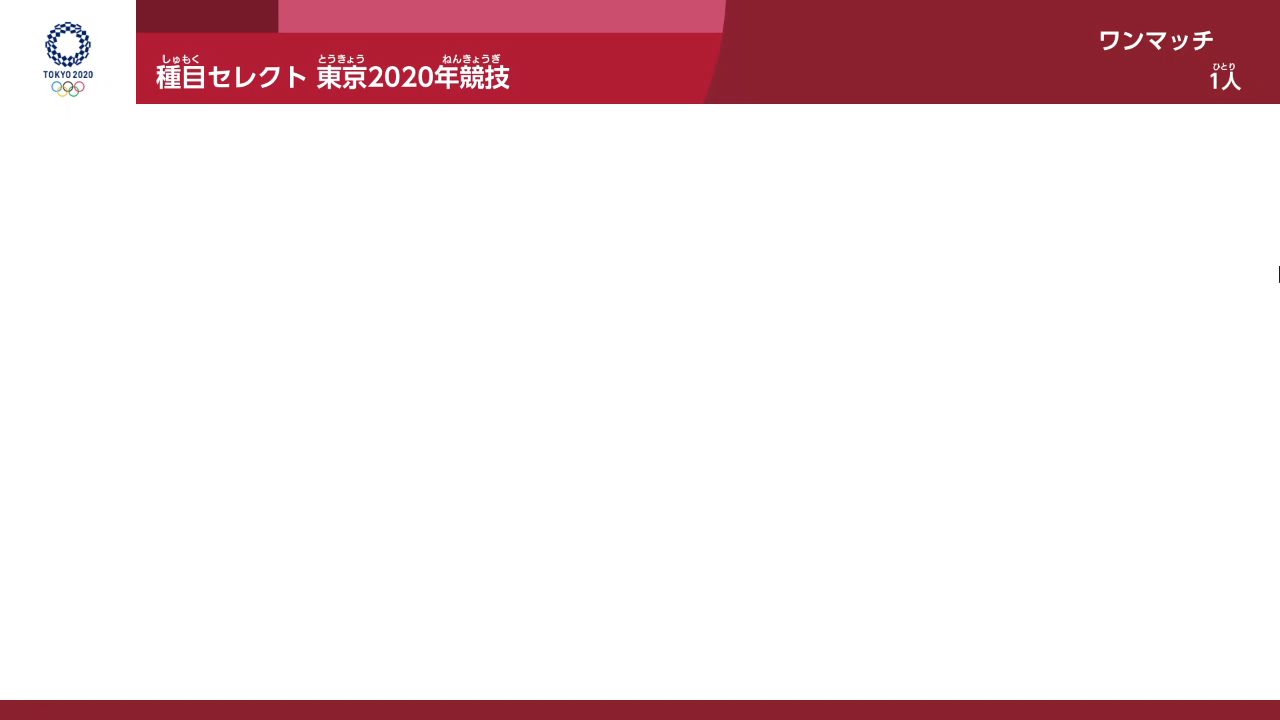 TOKYO 2020
しゅもく とうきょう ねんきょうぎ
種目セレクト 東京2020年競技
ワンマッチ
ひとり
1人